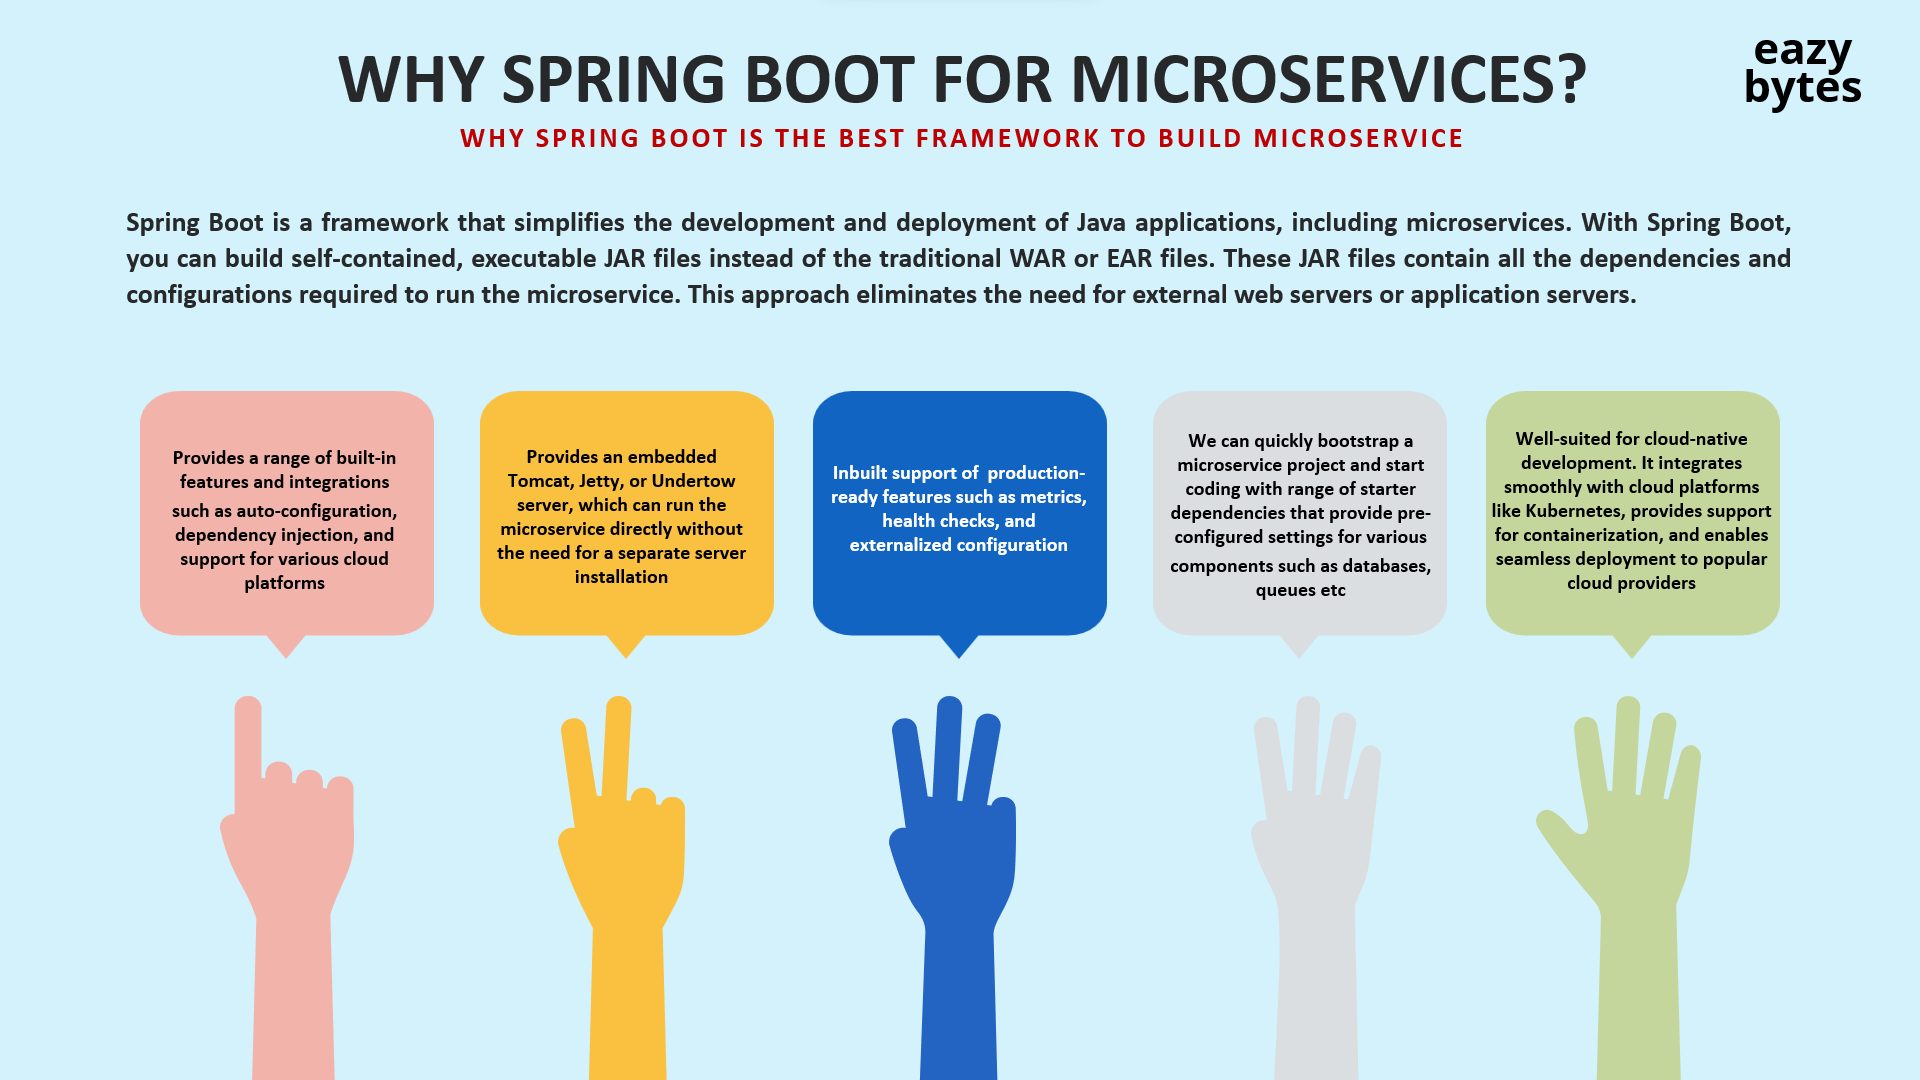 WHY SPRING BOOT FOR MICROSERVICES?
eazy
bytes
WHY SPRING BOOT IS THE BEST FRAMEWORK TO BUILD MICROSERVICE
Spring Boot is a framework that simplifies the development and deployment of Java applications, including microservices. With Spring Boot,
you can build self-contained, executable JAR files instead of the traditional WAR or EAR files. These JAR files contain all the dependencies and
configurations required to run the microservice. This approach eliminates the need for external web servers or application servers.
Provides a range of built-in
features and integrations
such as auto-configuration,
dependency injection, and
support for various cloud
platforms
Provides an embedded
Tomcat, Jetty, or Undertow
server, which can run the
microservice directly without
the need for a separate server
installation
Inbuilt support of  production-
ready features such as metrics,
health checks, and
externalized configuration
We can quickly bootstrap a
microservice project and start
coding with range of starter
dependencies that provide pre-
configured settings for various
components such as databases,
queues etc
Well-suited for cloud-native
development. It integrates
smoothly with cloud platforms
like Kubernetes, provides support
for containerization, and enables
seamless deployment to popular
cloud providers